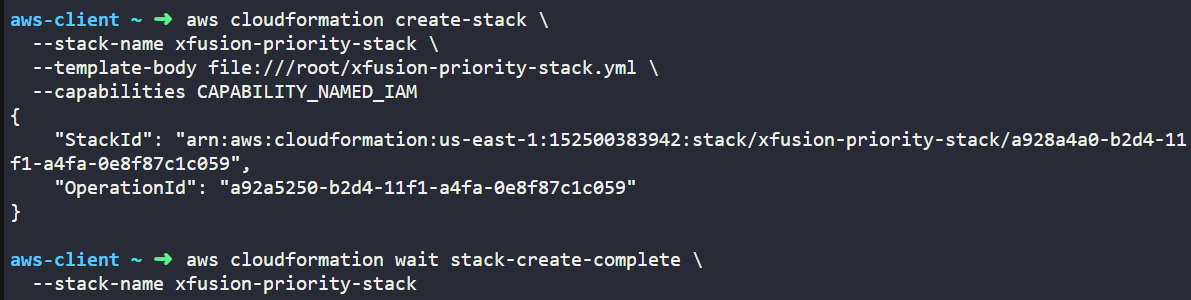 aws-client ~ ➜ aws cloudformation create-stack \
  --stack-name xfusion-priority-stack \
  --template-body file:///root/xfusion-priority-stack.yml \
  --capabilities CAPABILITY_NAMED_IAM
{
    "StackId": "arn:aws:cloudformation:us-east-1:152500383942:stack/xfusion-priority-stack/a928a4a0-b2d4-11
f1-a4fa-0e8f87c1c059",
    "OperationId": "a92a5250-b2d4-11f1-a4fa-0e8f87c1c059"
}
aws-client ~ ➜ aws cloudformation wait stack-create-complete \
  --stack-name xfusion-priority-stack